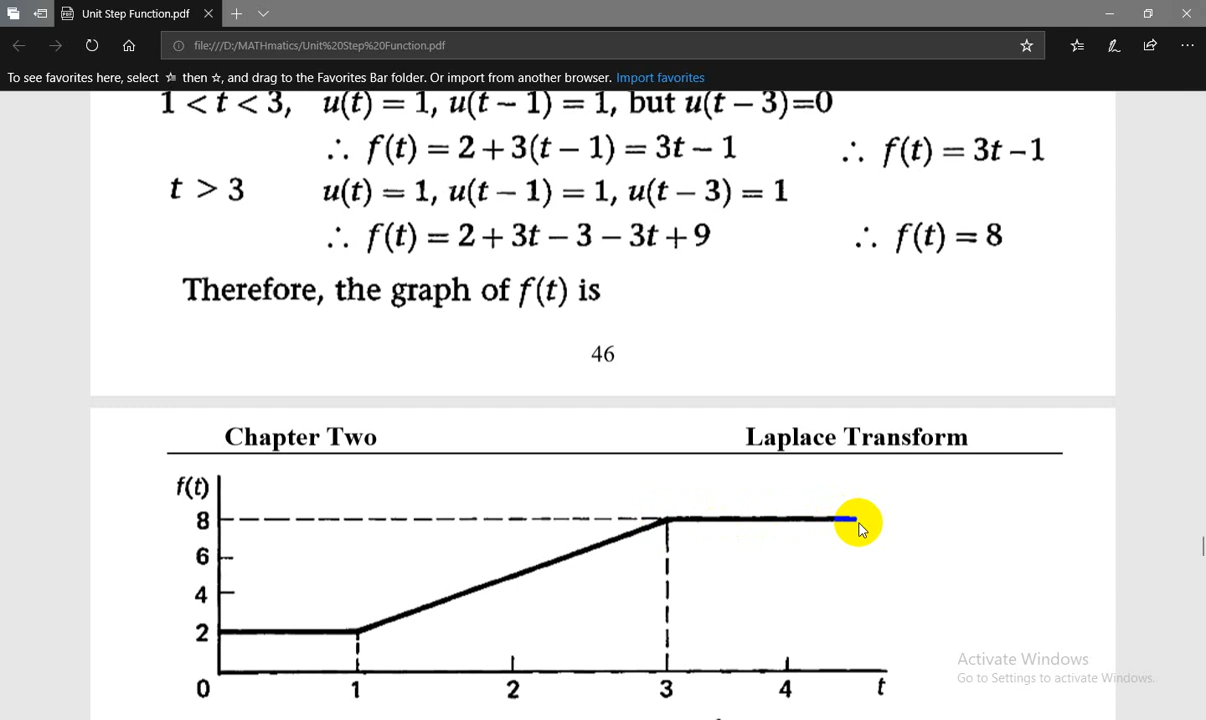 Unit Step Function.pdf
file:///D:/MATHmatics/Unit%20Step%20Function.pdf
To see favorites here, select ☆ then ☆, and drag to the Favorites Bar folder. Or import from another browser. Import favorites
1 < t < 3, u(t) = 1, u(t − 1) = 1, but u(t − 3)=0
∴ f(t) = 2 + 3(t − 1) = 3t − 1 ∴ f(t) = 3t −1
t > 3 u(t) = 1, u(t − 1) = 1, u(t − 3) = 1
∴ f(t) = 2 + 3t − 3 − 3t + 9 ∴ f(t) = 8
Therefore, the graph of f(t) is
46
Chapter Two Laplace Transform
f(t)
8
6
4
2
0 1 2 3 4 t
Activate Windows
Go to Settings to activate Windows.